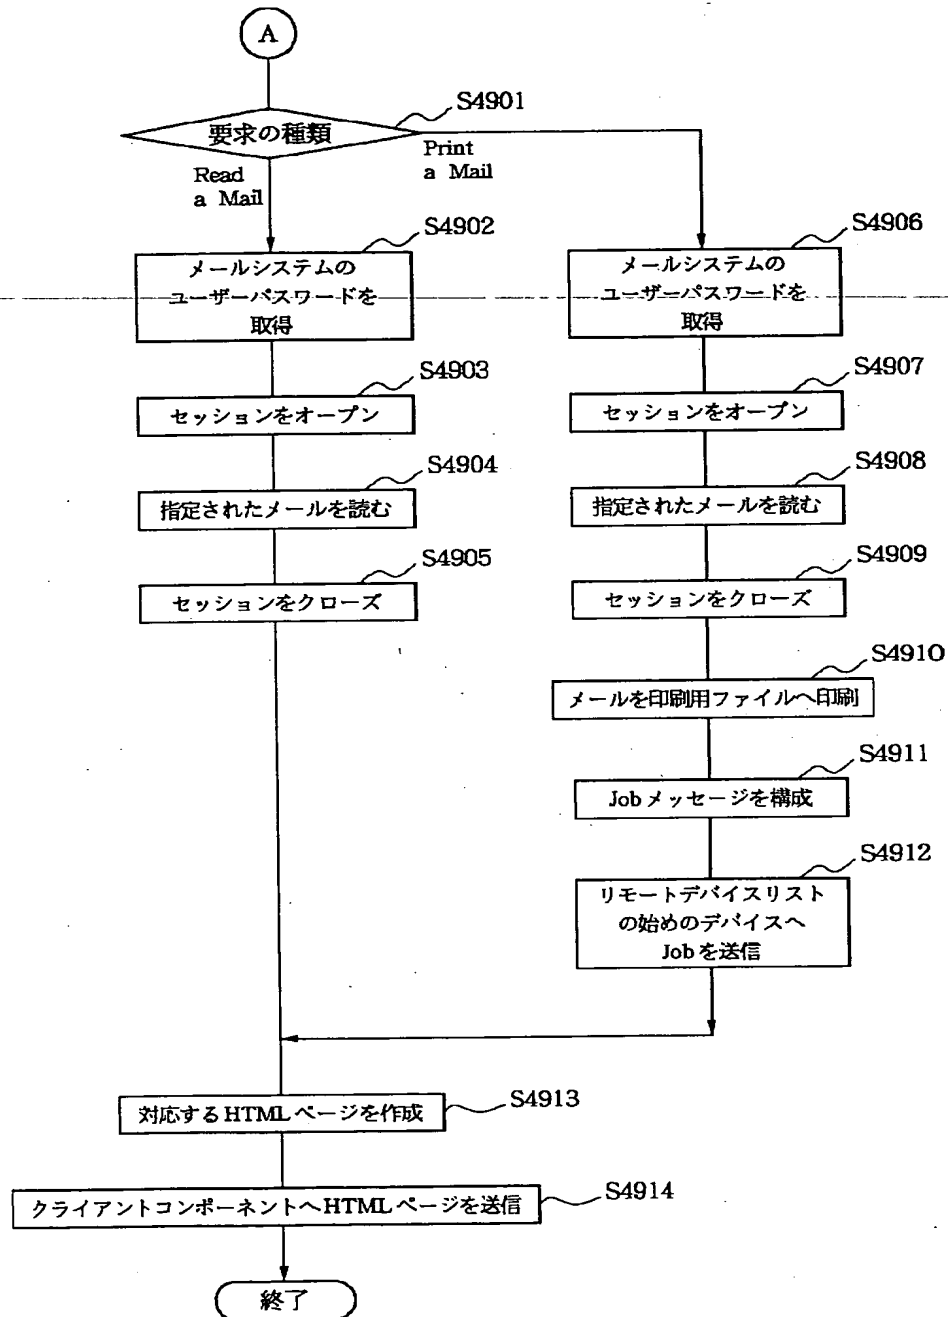 A
S4901
要求の種類
Print
a Mail
Read
a Mail
S4902
メールシステムの
ユーザーパスワードを
取得
S4906
メールシステムの
ユーザーパスワードを
取得
S4903
セッションをオープン
S4907
セッションをオープン
S4904
指定されたメールを読む
S4908
指定されたメールを読む
S4905
セッションをクローズ
S4909
セッションをクローズ
S4910
メールを印刷用ファイルへ印刷
S4911
Jobメッセージを構成
S4912
リモートデバイスリスト
の始めのデバイスへ
Jobを送信
S4913
対応するHTMLページを作成
S4914
クライアントコンポーネントへHTMLページを送信
終了